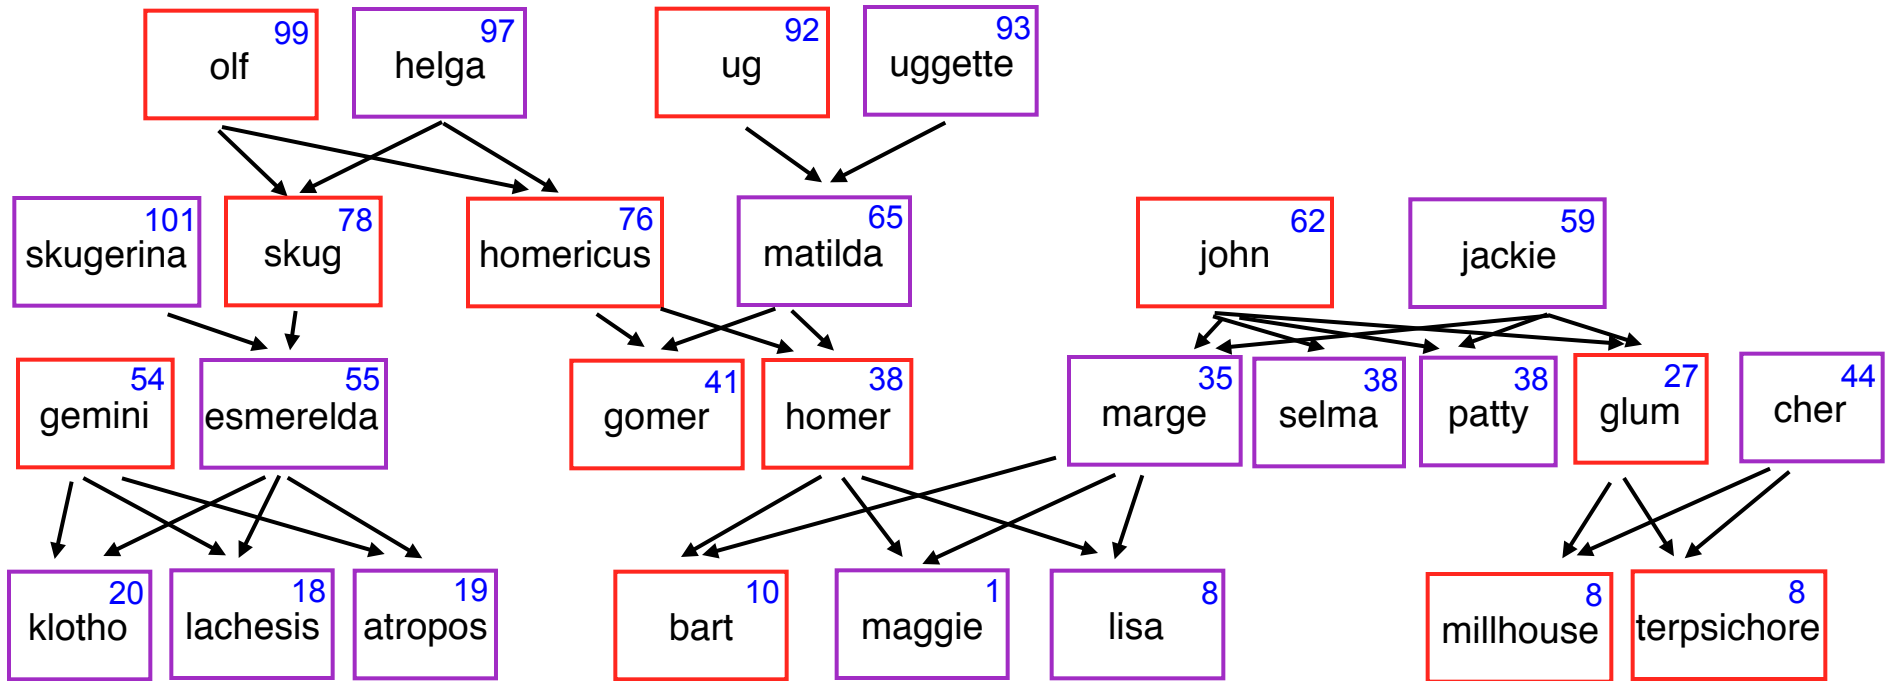 99
olf
97
helga
92
ug
93
uggette
101
skugerina
78
skug
76
homericus
65
matilda
62
john
59
jackie
54
gemini
55
esmerelda
41
gomer
38
homer
35
marge
38
selma
38
patty
27
glum
44
cher
20
klotho
18
lachesis
19
atropos
10
bart
1
maggie
8
lisa
8
millhouse
8
terpsichore